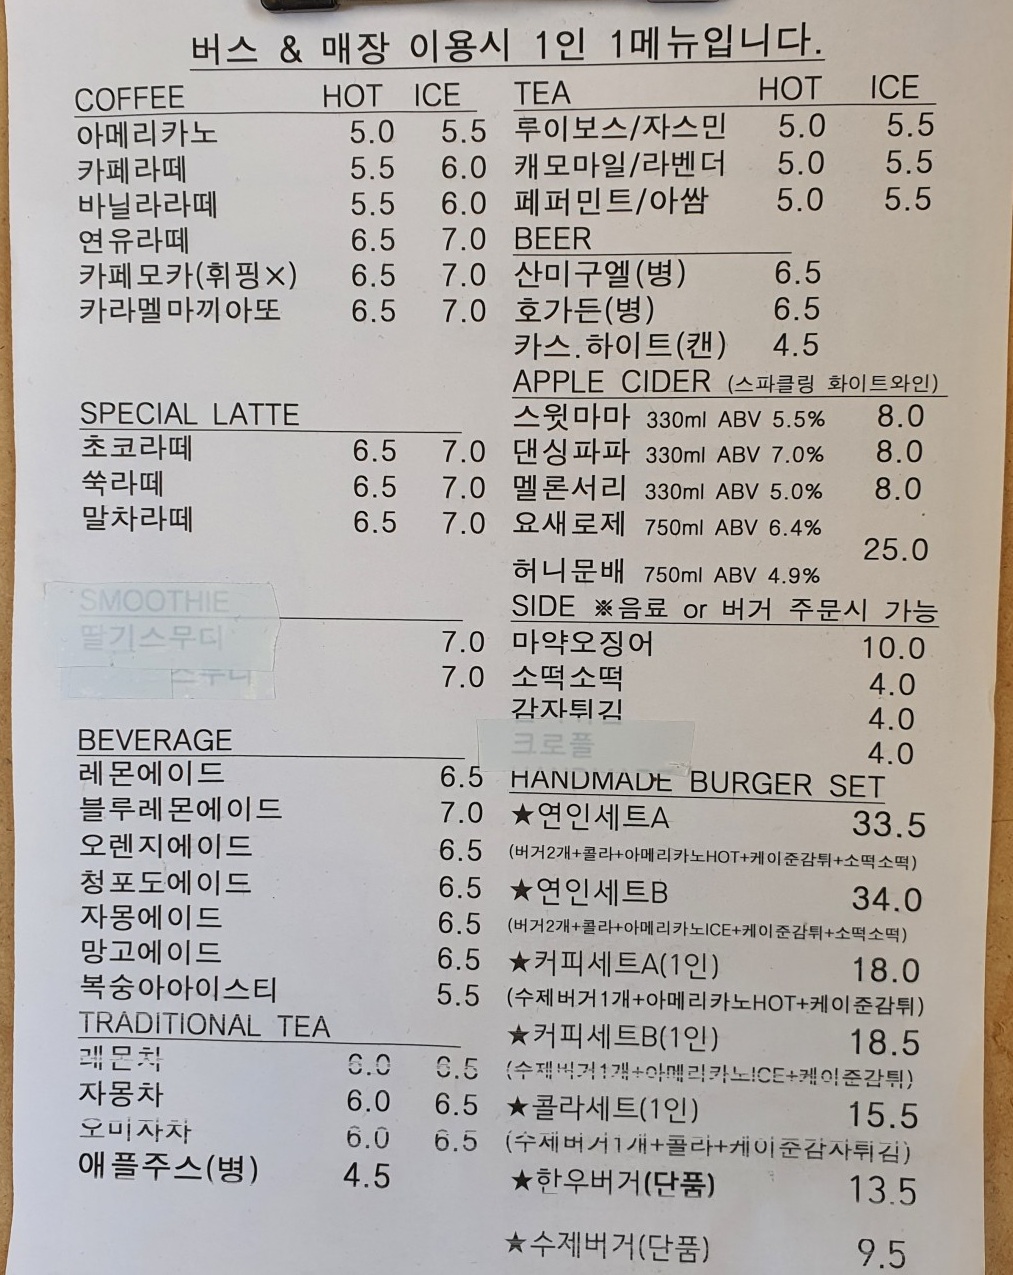 버스 & 매장 이용시 1인 1메뉴입니다.
COFFEE HOT ICE
아메리카노 5.0 5.5
카페라떼 5.5 6.0
바닐라라떼 5.5 6.0
연유라떼 6.5 7.0
카페모카(휘핑×) 6.5 7.0
카라멜마끼아또 6.5 7.0
SPECIAL LATTE
초코라떼 6.5 7.0
쑥라떼 6.5 7.0
말차라떼 6.5 7.0
SMOOTHIE
딸기스무디 7.0
스무디 7.0
BEVERAGE
레몬에이드 6.5
블루레몬에이드 7.0
오렌지에이드 6.5
청포도에이드 6.5
자몽에이드 6.5
망고에이드 6.5
복숭아아이스티 5.5
TRADITIONAL TEA
레몬차 6.0 6.5
자몽차 6.0 6.5
오미자차 6.0 6.5
애플주스(병) 4.5
TEA HOT ICE
루이보스/자스민 5.0 5.5
캐모마일/라벤더 5.0 5.5
페퍼민트/아쌈 5.0 5.5
BEER
산미구엘(병) 6.5
호가든(병) 6.5
카스.하이트(캔) 4.5
APPLE CIDER (스파클링 화이트와인)
스윗마마 330ml ABV 5.5% 8.0
댄싱파파 330ml ABV 7.0% 8.0
멜론서리 330ml ABV 5.0% 8.0
요새로제 750ml ABV 6.4%
25.0
허니문배 750ml ABV 4.9%
SIDE ※음료 or 버거 주문시 가능
마약오징어 10.0
소떡소떡 4.0
감자튀김 4.0
크로플 4.0
HANDMADE BURGER SET
★연인세트A 33.5
(버거2개+콜라+아메리카노HOT+케이준감튀+소떡소떡)
★연인세트B 34.0
(버거2개+콜라+아메리카노ICE+케이준감튀+소떡소떡)
★커피세트A(1인) 18.0
(수제버거1개+아메리카노HOT+케이준감튀)
★커피세트B(1인) 18.5
(수제버거1개+아메리카노ICE+케이준감튀)
★콜라세트(1인) 15.5
(수제버거1개+콜라+케이준감자튀김)
★한우버거(단품) 13.5
★수제버거(단품) 9.5